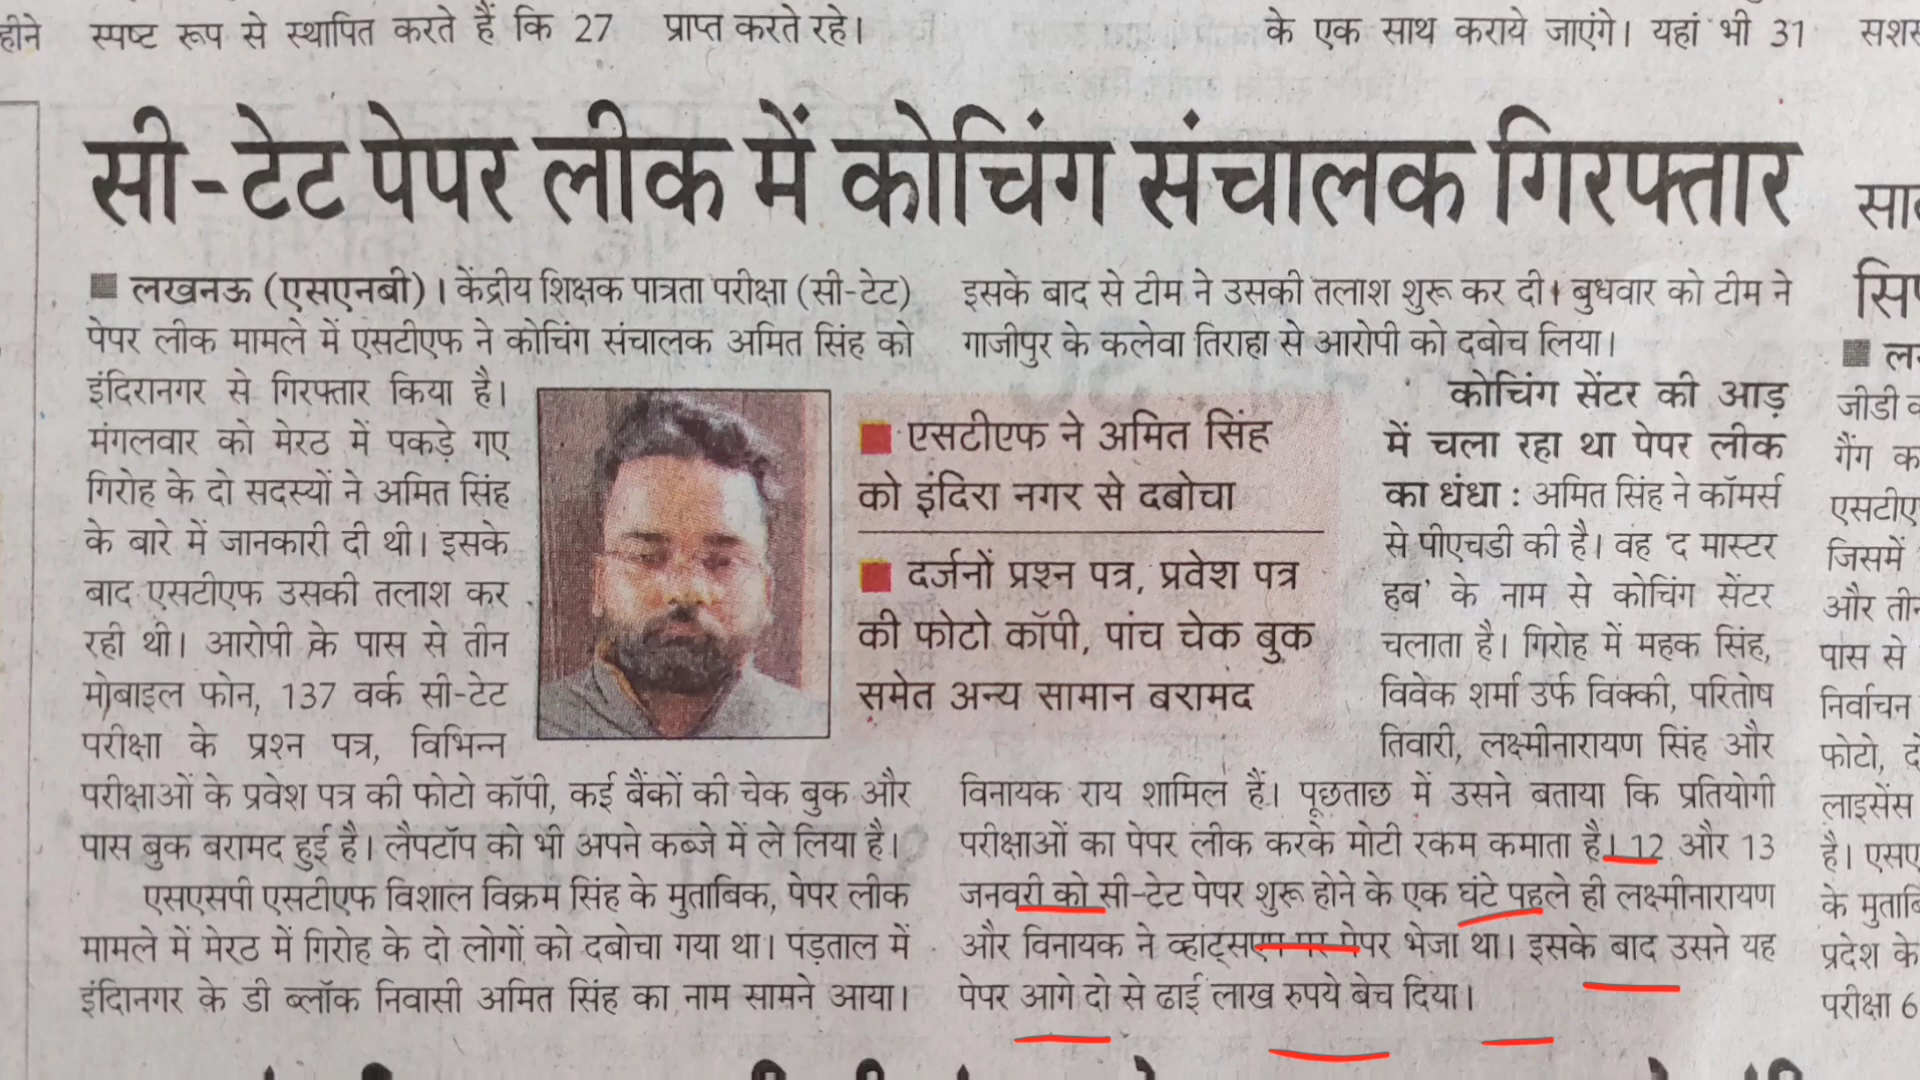 हीने
स्पष्ट रूप से स्थापित करते हैं कि 27
प्राप्त करते रहे।
के एक साथ कराये जाएंगे। यहां भी 31
सी-टेट पेपर लीक में कोचिंग संचालक गिरफ्तार
लखनऊ (एसएनबी)। केंद्रीय शिक्षक पात्रता परीक्षा (सी-टेट)
पेपर लीक मामले में एसटीएफ ने कोचिंग संचालक अमित सिंह को
इंदिरानगर से गिरफ्तार किया है।
मंगलवार को मेरठ में पकड़े गए
गिरोह के दो सदस्यों ने अमित सिंह
के बारे में जानकारी दी थी। इसके
बाद एसटीएफ उसकी तलाश कर
रही थी। आरोपी के पास से तीन
मोबाइल फोन, 137 वर्क सी-टेट
परीक्षा के प्रश्न पत्र, विभिन्न
परीक्षाओं के प्रवेश पत्र की फोटो कॉपी, कई बैंकों की चेक बुक और
पास बुक बरामद हुई है। लैपटॉप को भी अपने कब्जे में ले लिया है।
एसएसपी एसटीएफ विशाल विक्रम सिंह के मुताबिक, पेपर लीक
मामले में मेरठ में गिरोह के दो लोगों को दबोचा गया था। पड़ताल में
इंदिानगर के डी ब्लॉक निवासी अमित सिंह का नाम सामने आया।
एसटीएफ ने अमित सिंह
को इंदिरा नगर से दबोचा
दर्जनों प्रश्न पत्र, प्रवेश पत्र
की फोटो कॉपी, पांच चेक बुक
समेत अन्य सामान बरामद
इसके बाद से टीम ने उसकी तलाश शुरू कर दी। बुधवार को टीम ने
गाजीपुर के कलेवा तिराहा से आरोपी को दबोच लिया।
कोचिंग सेंटर की आड़
में चला रहा था पेपर लीक
का धंधा : अमित सिंह ने कॉमर्स
से पीएचडी की है। वह 'द मास्टर
हब' के नाम से कोचिंग सेंटर
चलाता है। गिरोह में महक सिंह,
विवेक शर्मा उर्फ विक्की, परितोष
तिवारी, लक्ष्मीनारायण सिंह और
विनायक राय शामिल हैं। पूछताछ में उसने बताया कि प्रतियोगी
परीक्षाओं का पेपर लीक करके मोटी रकम कमाता है। 12 और 13
जनवरी को सी-टेट पेपर शुरू होने के एक घंटे पहले ही लक्ष्मीनारायण
और विनायक ने व्हाट्सएप पर पेपर भेजा था। इसके बाद उसने यह
पेपर आगे दो से ढाई लाख रुपये बेच दिया।
जीडी
गैंग
जिसमें
और
पास से
निर्वाचन
फोटो,
लाइसेंस
है।
के
प्रदेश के
परीक्षा 6